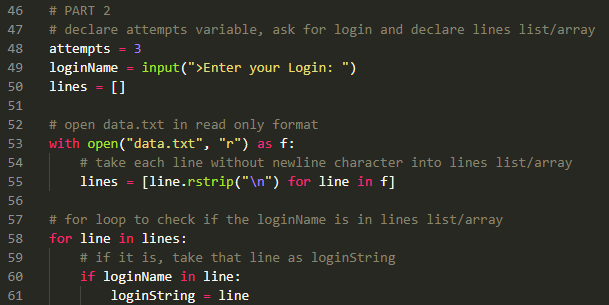 46 # PART 2
47 # declare attempts variable, ask for login and declare lines list/array
48 attempts = 3
49 loginName = input(">Enter your Login: ")
50 lines = []
51
52 # open data.txt in read only format
53 with open("data.txt", "r") as f:
54     # take each line without newline character into lines list/array
55     lines = [line.rstrip("\n") for line in f]
56
57 # for loop to check if the loginName is in lines list/array
58 for line in lines:
59     # if it is, take that line as loginString
60     if loginName in line:
61         loginString = line